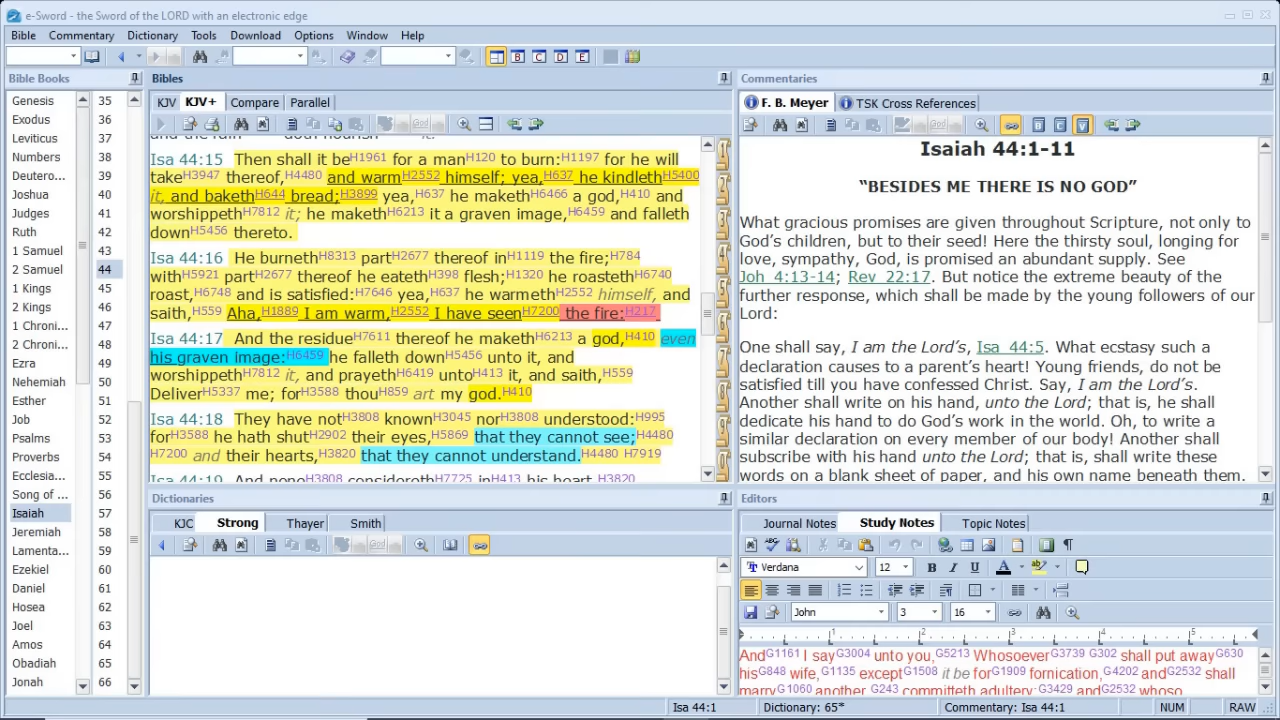 e-Sword - the Sword of the LORD with an electronic edge
Bible Commentary Dictionary Tools Download Options Window Help
B C D E
Bible Books
Genesis 35
Exodus 36
Leviticus 37
Numbers 38
Deutero... 39
Joshua 40
Judges 41
Ruth 42
1 Samuel 43
2 Samuel 44
1 Kings 45
2 Kings 46
1 Chroni... 47
2 Chroni... 48
Ezra 49
Nehemiah 50
Esther 51
Job 52
Psalms 53
Proverbs 54
Ecclesia... 55
Song of ... 56
Isaiah 57
Jeremiah 58
Lamenta... 59
Ezekiel 60
Daniel 61
Hosea 62
Joel 63
Amos 64
Obadiah 65
Jonah 66
Bibles
KJV KJV+ Compare Parallel
Isa 44:15 Then shall it beH1961 for a manH120 to burn:H1197 for he will
takeH3947 thereof,H4480 and warmH2552 himself; yea,H637 he kindlethH5400
it, and bakethH644 bread;H3899 yea,H637 he makethH6466 a god,H410 and
worshippethH7812 it; he makethH6213 it a graven image,H6459 and falleth
downH5456 thereto.
Isa 44:16 He burnethH8313 partH2677 thereof inH1119 the fire;H784
withH5921 partH2677 thereof he eatethH398 flesh;H1320 he roastethH6740
roast,H6748 and is satisfied:H7646 yea,H637 he warmethH2552 himself, and
saith,H559 Aha,H1889 I am warm,H2552 I have seenH7200 the fire:H217
Isa 44:17 And the residueH7611 thereof he makethH6213 a god,H410 even
his graven image:H6459 he falleth downH5456 unto it, and
worshippethH7812 it, and prayethH6419 untoH413 it, and saith,H559
DeliverH5337 me; forH3588 thouH859 art my god.H410
Isa 44:18 They have notH3808 knownH3045 norH3808 understood:H995
forH3588 he hath shutH2902 their eyes,H5869 that they cannot see;H4480
H7200 and their hearts,H3820 that they cannot understand.H4480 H7919
Isa 44:19 And noneH3808 considerethH7725 inH413 his heart,H3820
Commentaries
F. B. Meyer TSK Cross References
Isaiah 44:1-11
“BESIDES ME THERE IS NO GOD”
What gracious promises are given throughout Scripture, not only to
God’s children, but to their seed! Here the thirsty soul, longing for
love, sympathy, God, is promised an abundant supply. See
Joh_4:13-14; Rev_22:17. But notice the extreme beauty of the
further response, which shall be made by the young followers of our
Lord:
One shall say, I am the Lord’s, Isa_44:5. What ecstasy such a
declaration causes to a parent’s heart! Young friends, do not be
satisfied till you have confessed Christ. Say, I am the Lord’s.
Another shall write on his hand, unto the Lord; that is, he shall
dedicate his hand to do God’s work in the world. Oh, to write a
similar declaration on every member of our body! Another shall
subscribe with his hand unto the Lord; that is, shall write these
words on a blank sheet of paper, and his own name beneath them.
Dictionaries
KJC Strong Thayer Smith
Editors
Journal Notes Study Notes Topic Notes
Verdana 12 B I U A
John 3 16
1 2 3 4 5
AndG1161 I sayG3004 unto you,G5213 WhosoeverG3739 G302 shall put awayG630
hisG848 wife,G1135 exceptG1508 it be forG1909 fornication,G4202 andG2532 shall
marryG1060 another,G243 committeth adultery:G3429 andG2532 whoso
Isa 44:1 Dictionary: 65* Commentary: Isa 44:1 NUM RAW